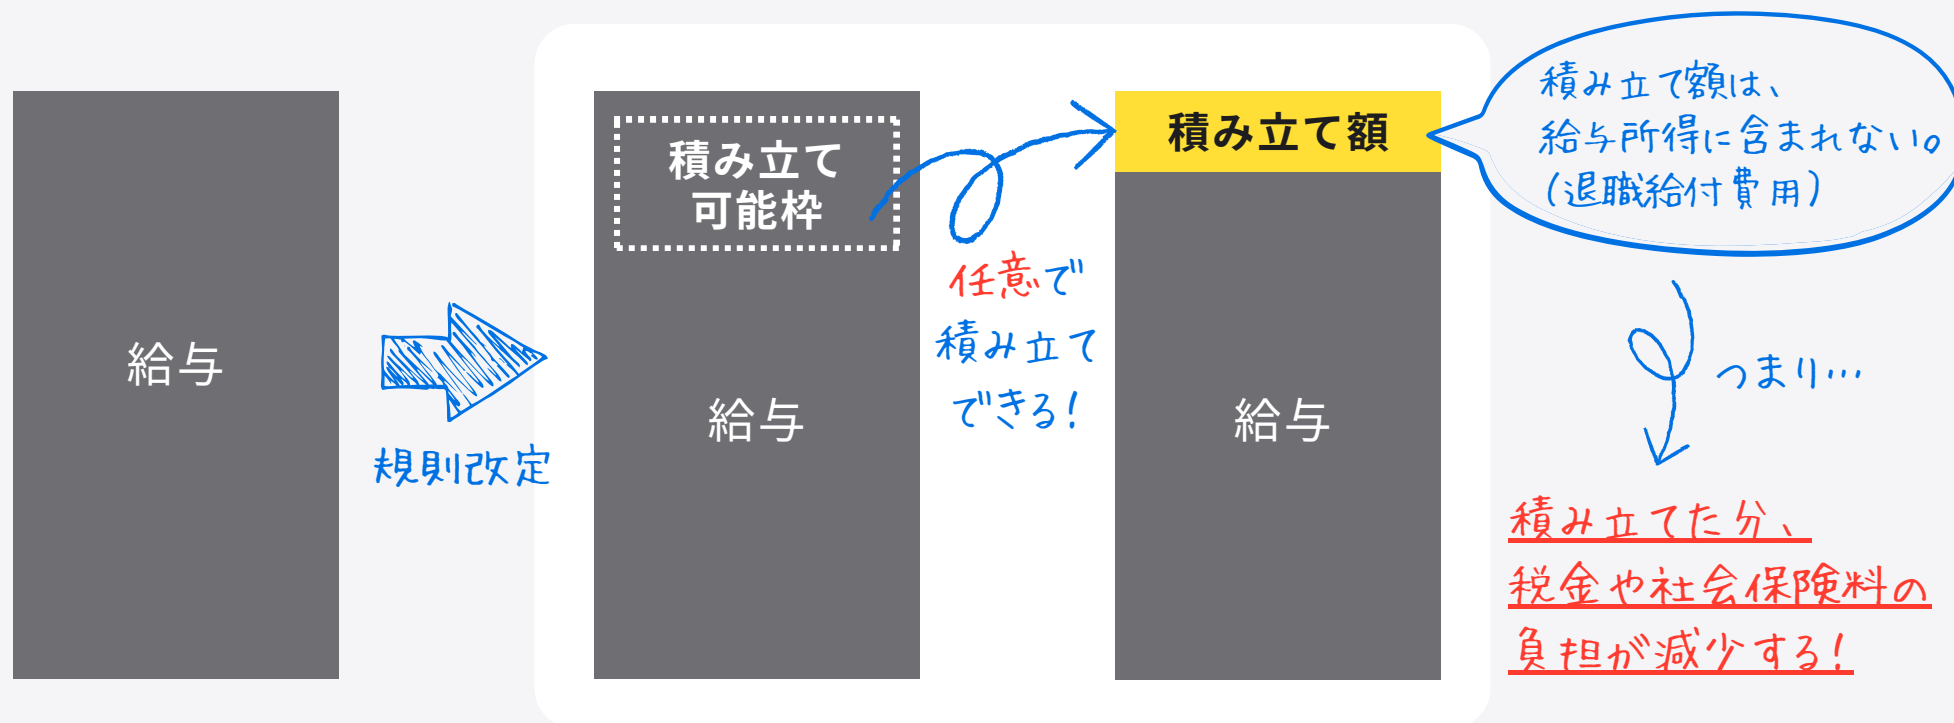 給与
規則改定
積み立て
可能枠
給与
任意で
積み立て
できる！
積み立て額
給与
積み立て額は、
給与所得に含まれない。
（退職給付費用）
つまり…
積み立てた分、
税金や社会保険料の
負担が減少する！